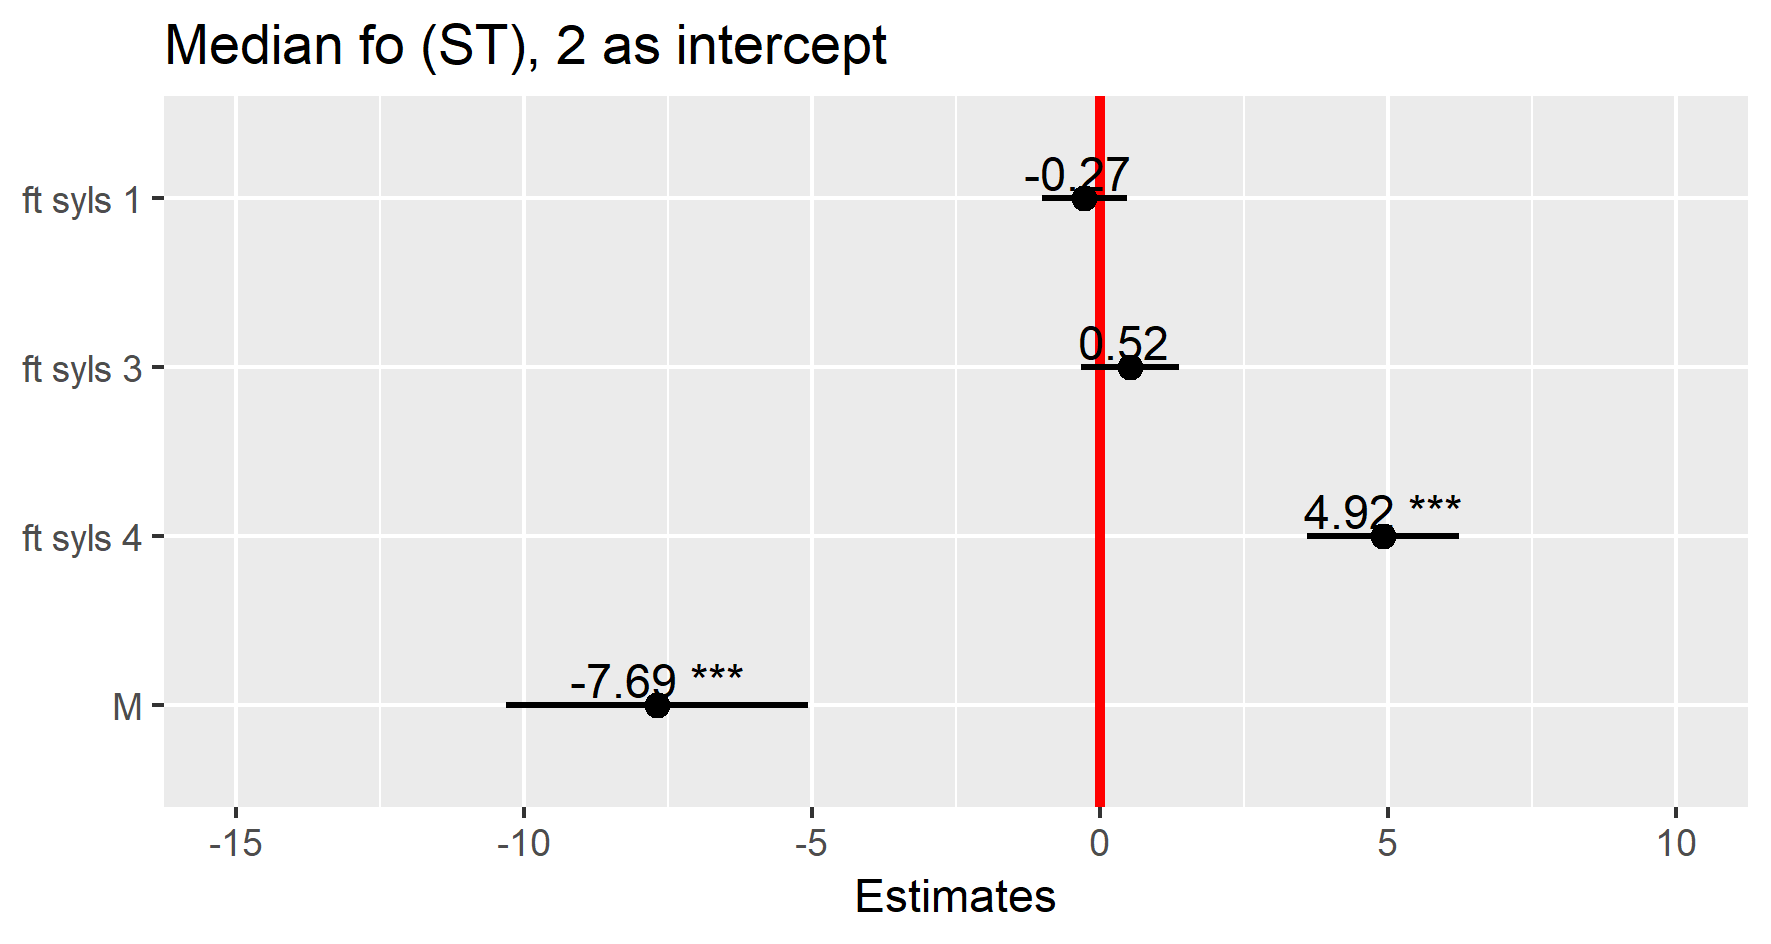 Median fo (ST), 2 as intercept
ft syls 1
-0.27
ft syls 3
0.52
ft syls 4
4.92 ***
M
-7.69 ***
-15 -10 -5 0 5 10
Estimates